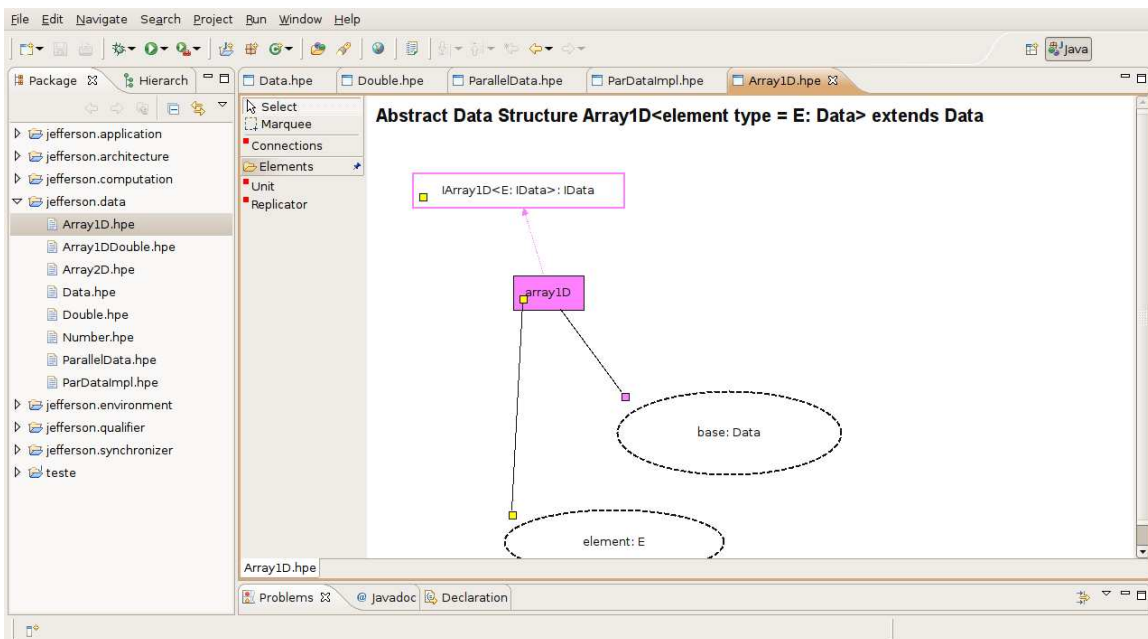 File Edit Navigate Search Project Run Window Help
Java
Package Hierarch
Data.hpe Double.hpe ParallelData.hpe ParDataImpl.hpe Array1D.hpe
jefferson.application
jefferson.architecture
jefferson.computation
jefferson.data
Array1D.hpe
Array1DDouble.hpe
Array2D.hpe
Data.hpe
Double.hpe
Number.hpe
ParallelData.hpe
ParDataImpl.hpe
jefferson.environment
jefferson.qualifier
jefferson.synchronizer
teste
Select
Marquee
Connections
Elements
Unit
Replicator
Abstract Data Structure Array1D<element type = E: Data> extends Data
IArray1D<E: IData>: IData
array1D
base: Data
element: E
Array1D.hpe
Problems @ Javadoc Declaration